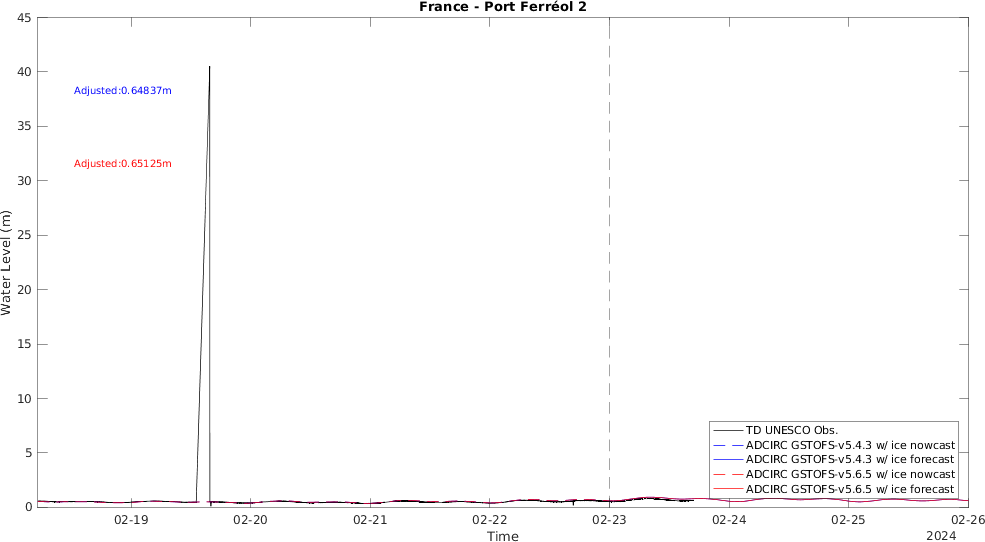 France - Port Ferréol 2
45
40
35
30
25
20
15
10
5
0
Water Level (m)
Adjusted:0.64837m
Adjusted:0.65125m
TD UNESCO Obs.
ADCIRC GSTOFS-v5.4.3 w/ ice nowcast
ADCIRC GSTOFS-v5.4.3 w/ ice forecast
ADCIRC GSTOFS-v5.6.5 w/ ice nowcast
ADCIRC GSTOFS-v5.6.5 w/ ice forecast
02-19 02-20 02-21 02-22 02-23 02-24 02-25 02-26
Time
2024